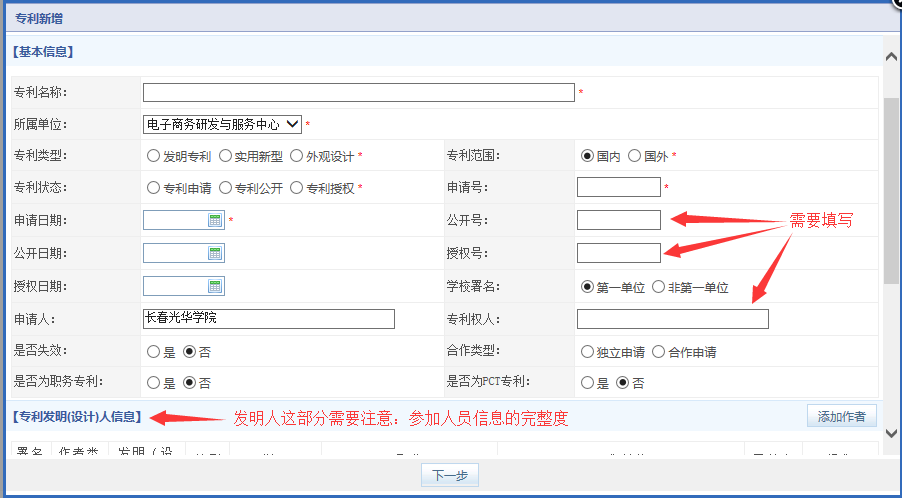 专利新增
【基本信息】
专利名称： *
所属单位： 电子商务研发与服务中心 *
专利类型： 发明专利 实用新型 外观设计 * 专利范围： 国内 国外 *
专利状态： 专利申请 专利公开 专利授权 * 申请号： *
申请日期： * 公开号： 需要填写
公开日期： 授权号：
授权日期： 学校署名： 第一单位 非第一单位
申请人： 长春光华学院 专利权人：
是否失效： 是 否 合作类型： 独立申请 合作申请
是否为职务专利： 是 否 是否为PCT专利： 是 否
【专利发明(设计)人信息】 发明人这部分需要注意：参加人员信息的完整度 添加作者
署名 作者类 发明（设
下一步